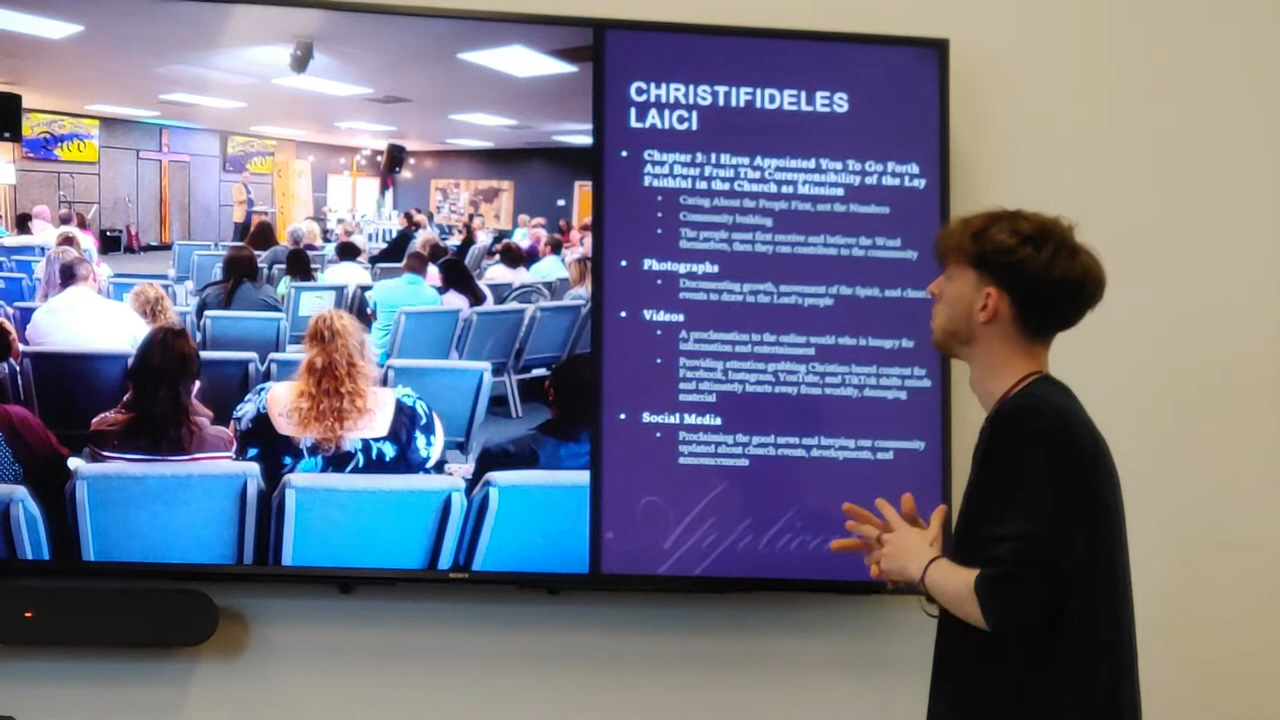 Died
CHRISTIFIDELES
LAICI
• Chapter 3: I Have Appointed You To Go Forth
And Bear Fruit The Coresponsibility of the Lay
Faithful in the Church as Mission
• Caring About the People First, not the Numbers
• Community building
• The people must first receive and believe the Word
themselves, then they can contribute to the community
• Photographs
• Documenting growth, movement of the Spirit, and church
events to draw in the Lord's people
• Videos
• A proclamation to the online world who is hungry for
information and entertainment
• Providing attention-grabbing Christian-based content for
Facebook, Instagram, YouTube, and TikTok shifts minds
and ultimately hearts away from worldly, damaging
material
• Social Media
• Proclaiming the good news and keeping our community
updated about church events, developments, and
announcements
Applica
SONY